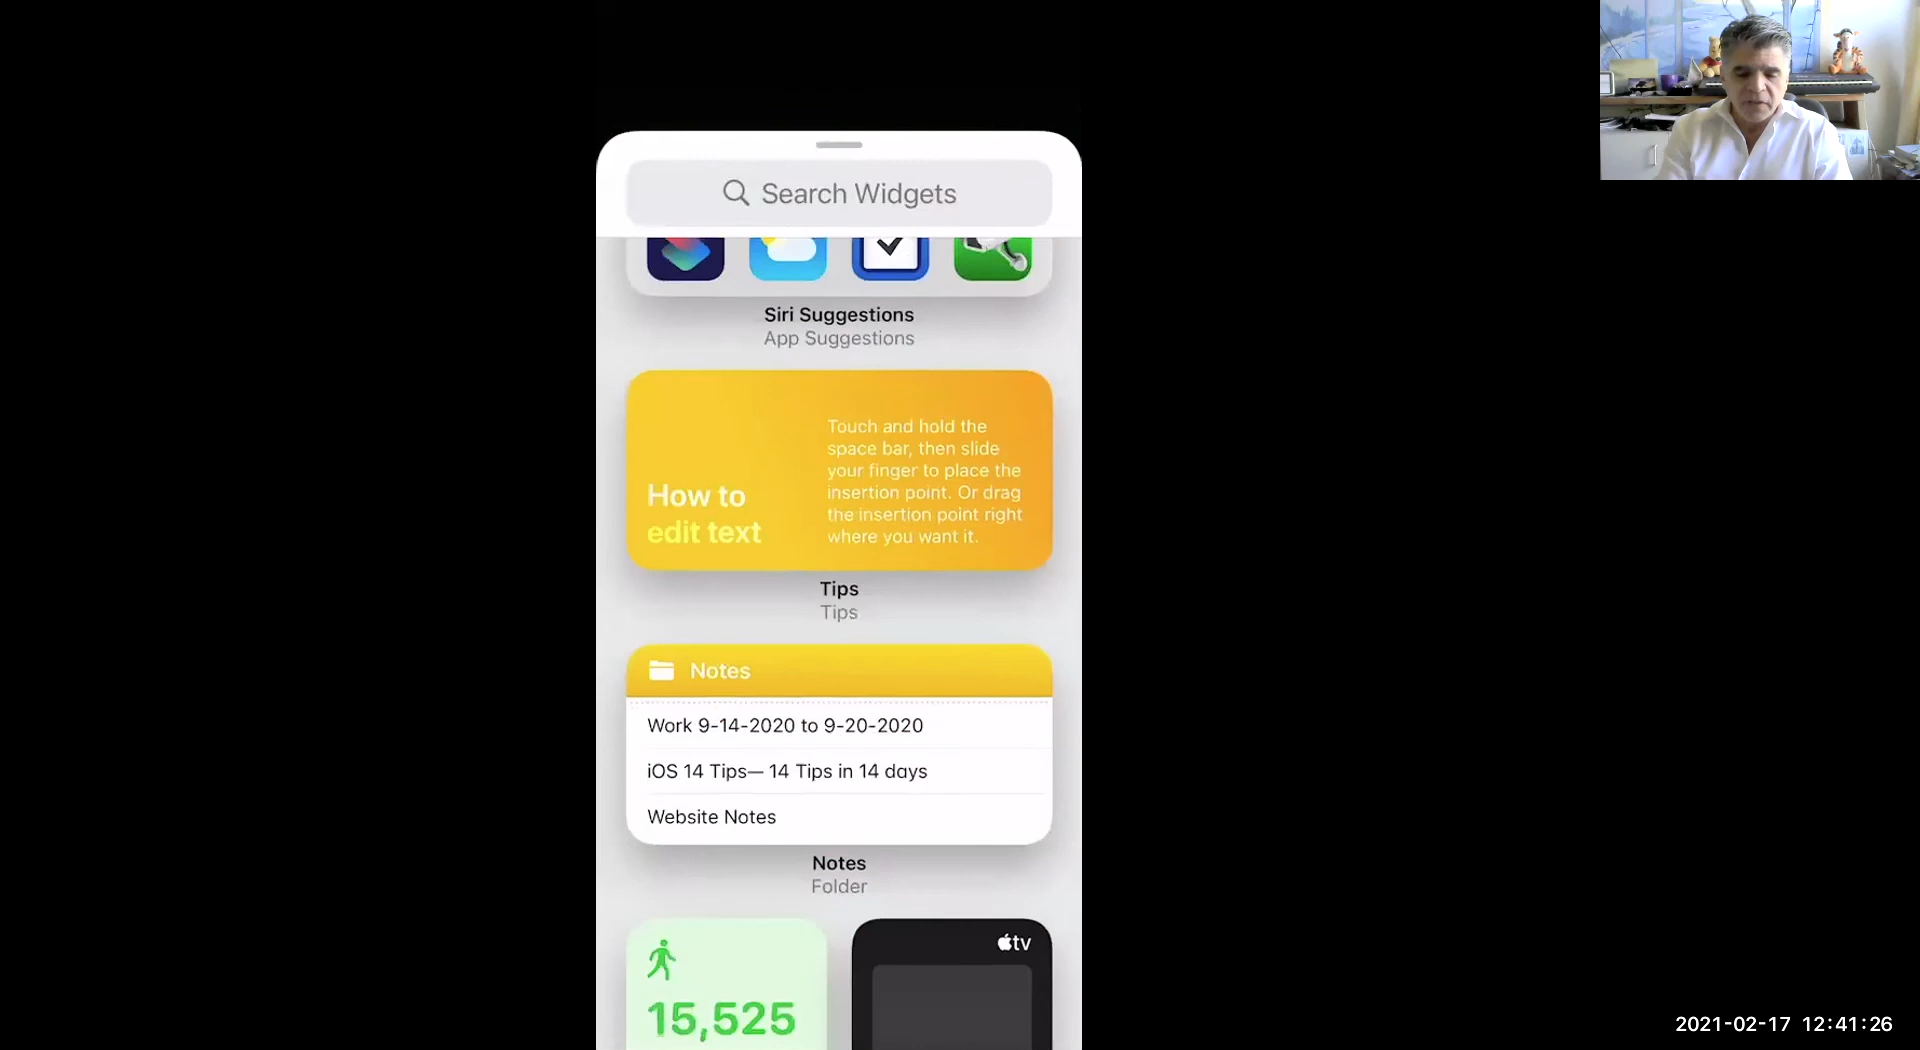 Search Widgets
Siri Suggestions
App Suggestions
How to
edit text
Touch and hold the
space bar, then slide
your finger to place the
insertion point. Or drag
the insertion point right
where you want it.
Tips
Tips
Notes
Work 9-14-2020 to 9-20-2020
iOS 14 Tips— 14 Tips in 14 days
Website Notes
Notes
Folder
15,525
tv
2021-02-17 12:41:26